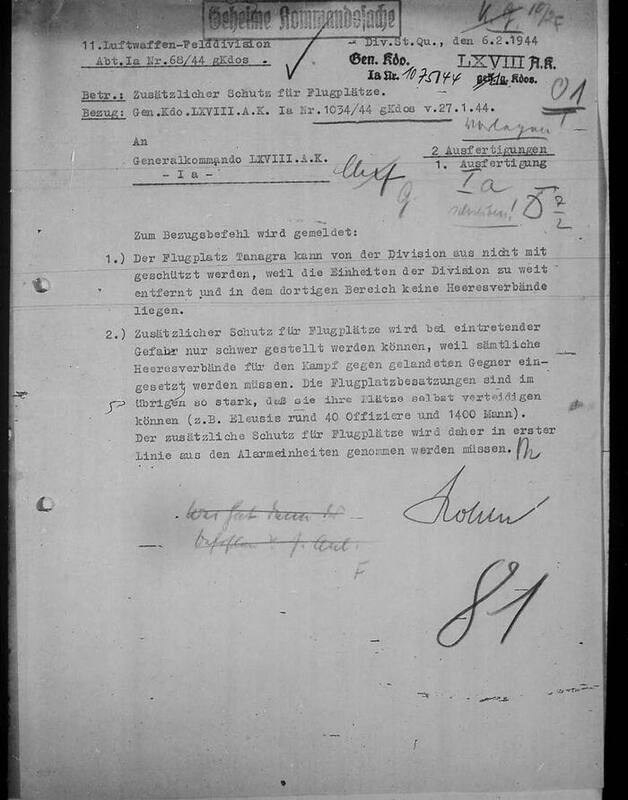 Geheime Kommandosache
11.Luftwaffen-Felddivision
Abt.Ia Nr.68/44 gKdos .
Div.St.Qu., den 6.2.1944
Gen. Kdo. LXVIII A.K.
Ia Nr. 1075/44 Kdos.
01
Betr.: Zusätzlicher Schutz für Flugplätze.
Bezug: Gen.Kdo.LXVIII.A.K. Ia Nr.1034/44 gKdos v.27.1.44.
An
Generalkommando LXVIII.A.K.
- Ia -
2 Ausfertigungen
1. Ausfertigung
Ia
Zum Bezugsbefehl wird gemeldet:
1.) Der Flugplatz Tanagra kann von der Division aus nicht mit
geschützt werden, weil die Einheiten der Division zu weit
entfernt und in dem dortigen Bereich keine Heeresverbände
liegen.
2.) Zusätzlicher Schutz für Flugplätze wird bei eintretender
Gefahr nur schwer gestellt werden können, weil sämtliche
Heeresverbände für den Kampf gegen gelandeten Gegner ein-
gesetzt werden müssen. Die Flugplatzbesatzungen sind im
übrigen so stark, daß sie ihre Plätze selbst verteidigen
können (z.B. Eleusis rund 40 Offiziere und 1400 Mann).
Der zusätzliche Schutz für Flugplätze wird daher in erster
Linie aus den Alarmeinheiten genommen werden müssen.
F
81